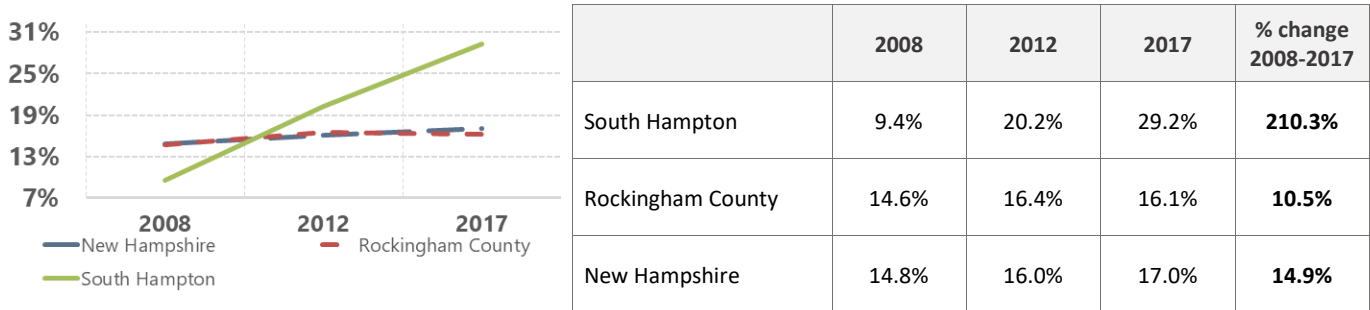 31%
25%
19%
13%
7%
2008 2012 2017
New Hampshire Rockingham County
South Hampton
2008 2012 2017 % change
2008-2017
South Hampton 9.4% 20.2% 29.2% 210.3%
Rockingham County 14.6% 16.4% 16.1% 10.5%
New Hampshire 14.8% 16.0% 17.0% 14.9%